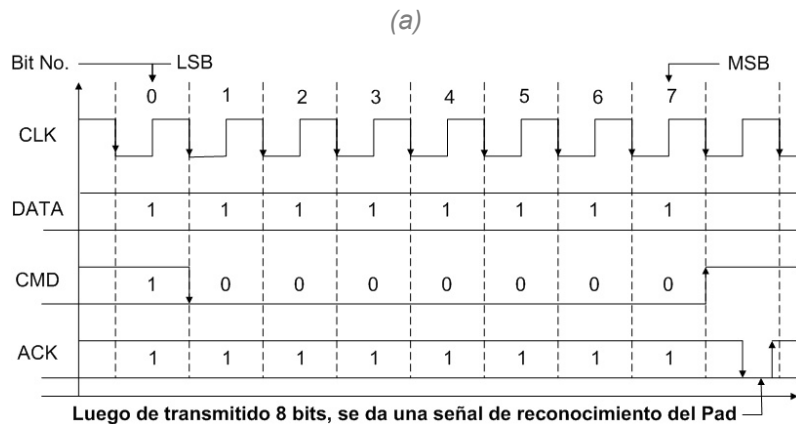 (a)
Bit No. LSB MSB
0 1 2 3 4 5 6 7
CLK
DATA 1 1 1 1 1 1 1 1
CMD 1 0 0 0 0 0 0 0
ACK 1 1 1 1 1 1 1 1
Luego de transmitido 8 bits, se da una señal de reconocimiento del Pad